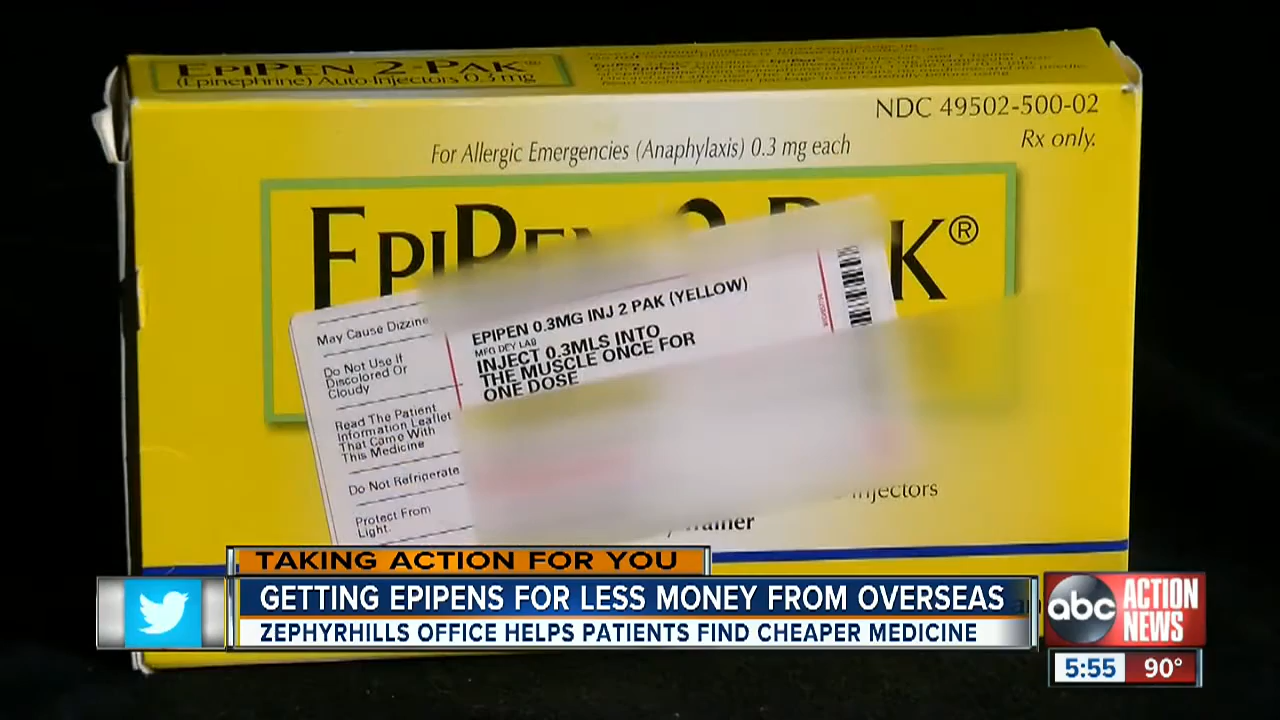 EPIPEN 2-PAK®
(Epinephrine) Auto-Injectors 0.3 mg
NDC 49502-500-02
Rx only.
For Allergic Emergencies (Anaphylaxis) 0.3 mg each
EPIPEN 2 PAK®
May Cause Dizzine
Do Not Use If
Discolored Or
Cloudy
Read The Patient
Information Leaflet
That Came With
This Medicine
Do Not Refrigerate
Protect From
Light.
EPIPEN 0.3MG INJ 2 PAK (YELLOW)
MFG DEY LAB
INJECT 0.3MLS INTO
THE MUSCLE ONCE FOR
ONE DOSE
Injectors
Trainer
TAKING ACTION FOR YOU
GETTING EPIPENS FOR LESS MONEY FROM OVERSEAS
ZEPHYRHILLS OFFICE HELPS PATIENTS FIND CHEAPER MEDICINE
abc ACTION
NEWS
5:55 90°